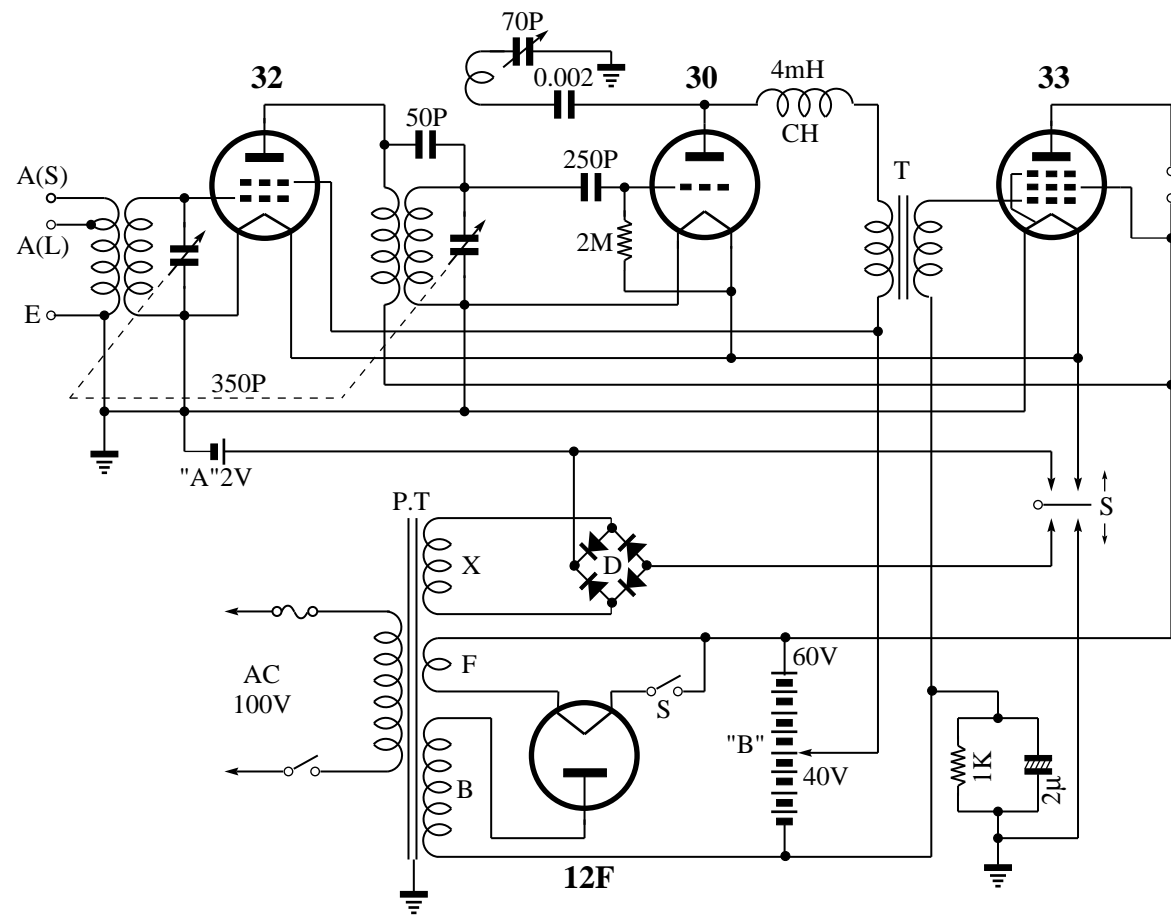 70P
32
0.002
30
4mH
33
CH
50P
250P
T
A(S)
A(L)
2M
E
350P
"A"2V
P.T
S
X
D
AC
100V
F
60V
S
"B"
40V
B
1K
2μ
12F